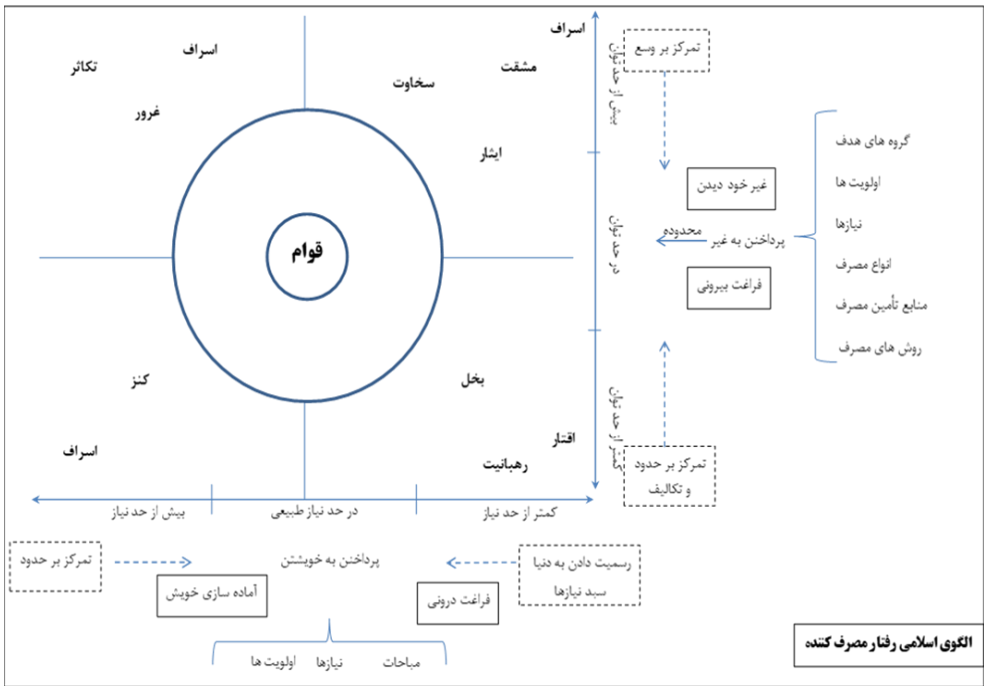 اسراف
مشقت
سخاوت
ایثار
اسراف
تکاثر
غرور
قوام
کنز
اسراف
بخل
اقتار
رهبانیت
بیش از حد توان
در حد توان
کمتر از حد توان
تمرکز بر وسع
غیر خود دیدن
پرداختن به غیر
محدوده
فراغت بیرونی
تمرکز بر حدود
و تکالیف
گروه های هدف
اولویت ها
نیازها
انواع مصرف
منابع تأمین مصرف
روش های مصرف
کمتر از حد نیاز
در حد نیاز طبیعی
بیش از حد نیاز
رسمیت دادن به دنیا
سبد نیازها
پرداختن به خویشتن
تمرکز بر حدود
فراغت درونی
آماده سازی خویش
مباحات
نیازها
اولویت ها
الگوی اسلامی رفتار مصرف کننده